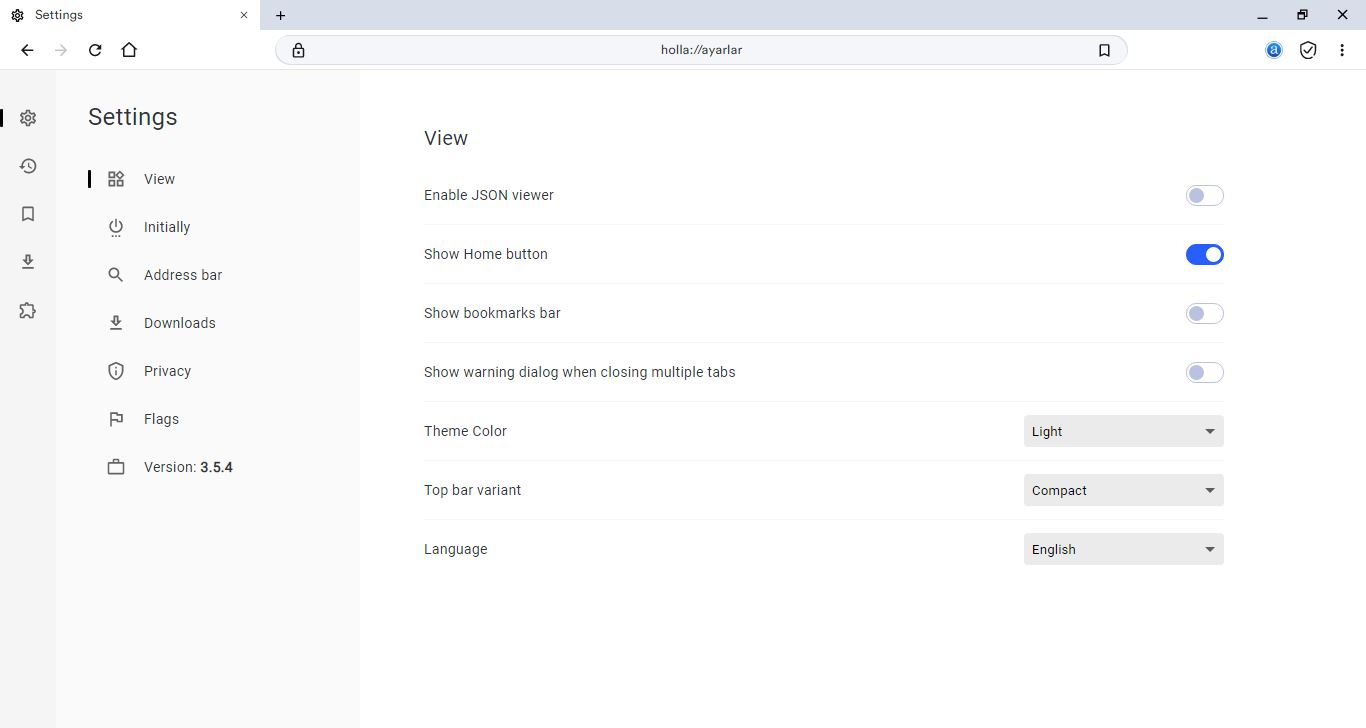 Settings
holla://ayarlar
a
Settings
View
Initially
Address bar
Downloads
Privacy
Flags
Version: 3.5.4
View
Enable JSON viewer
Show Home button
Show bookmarks bar
Show warning dialog when closing multiple tabs
Theme Color
Light
Top bar variant
Compact
Language
English